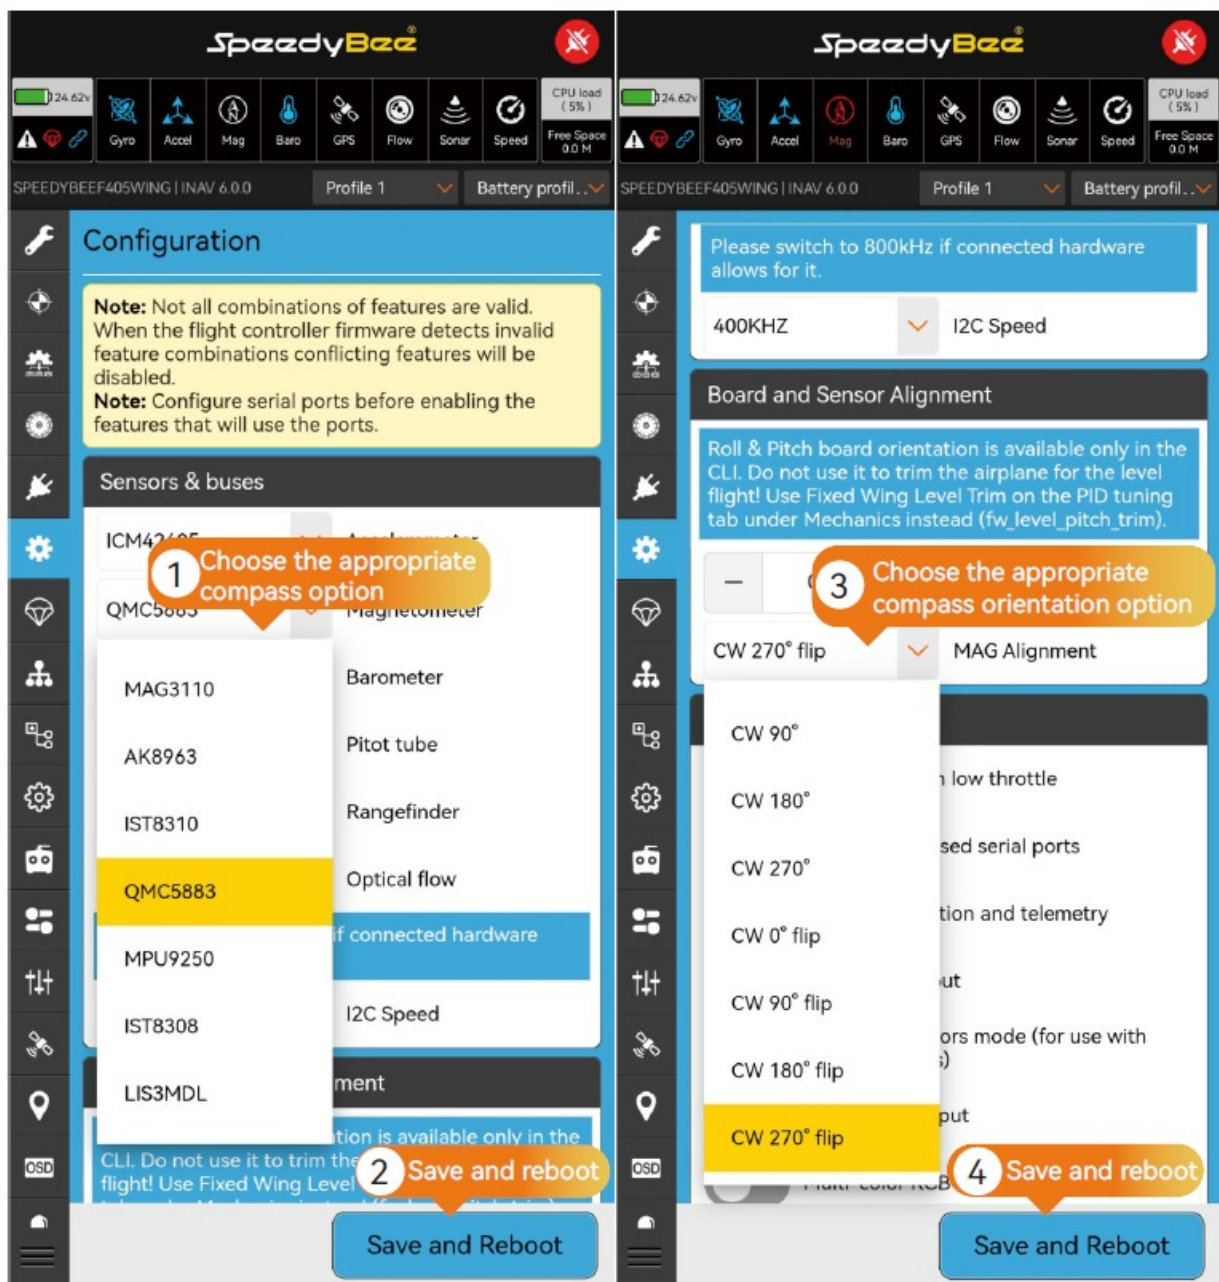 SpeedyBee®
24.62v
Gyro
Accel
Mag
Baro
GPS
Flow
Sonar
Speed
CPU load
( 5% )
Free Space
0.0 M
SPEEDYBEEF405WING | INAV 6.0.0
Profile 1
Battery profil...
Configuration
Note: Not all combinations of features are valid.
When the flight controller firmware detects invalid
feature combinations conflicting features will be
disabled.
Note: Configure serial ports before enabling the
features that will use the ports.
Sensors & buses
1 Choose the appropriate
compass option
QMC5883
Magnetometer
MAG3110
AK8963
IST8310
QMC5883
MPU9250
IST8308
LIS3MDL
Barometer
Pitot tube
Rangefinder
Optical flow
if connected hardware
I2C Speed
ment
tion is available only in the
CLI. Do not use it to trim the
flight! Use Fixed Wing Level
2 Save and reboot
OSD
Save and Reboot
SpeedyBee®
24.62v
Gyro
Accel
Mag
Baro
GPS
Flow
Sonar
Speed
CPU load
( 5% )
Free Space
0.0 M
SPEEDYBEEF405WING | INAV 6.0.0
Profile 1
Battery profil...
Please switch to 800kHz if connected hardware
allows for it.
400KHZ
I2C Speed
Board and Sensor Alignment
Roll & Pitch board orientation is available only in the
CLI. Do not use it to trim the airplane for the level
flight! Use Fixed Wing Level Trim on the PID tuning
tab under Mechanics instead (fw_level_pitch_trim).
3 Choose the appropriate
compass orientation option
CW 270° flip
MAG Alignment
CW 90°
CW 180°
CW 270°
CW 0° flip
CW 90° flip
CW 180° flip
CW 270° flip
low throttle
sed serial ports
tion and telemetry
ut
ors mode (for use with
put
4 Save and reboot
OSD
Save and Reboot